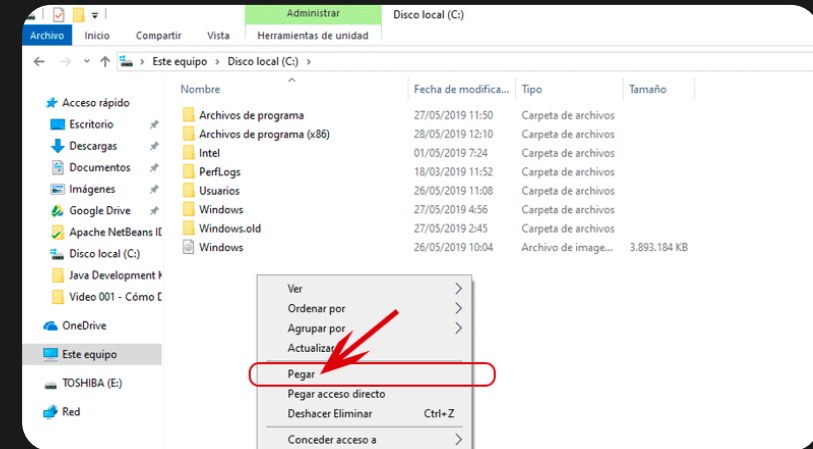 Administrar
Disco local (C:)
Archivo Inicio Compartir Vista Herramientas de unidad
Este equipo > Disco local (C:) >
Nombre Fecha de modifica... Tipo Tamaño
Acceso rápido
Escritorio
Descargas
Documentos
Imágenes
Google Drive
Apache NetBeans ID
Disco local (C:)
Java Development K
Video 001 - Cómo D
OneDrive
Este equipo
TOSHIBA (E:)
Red
Archivos de programa 27/05/2019 11:50 Carpeta de archivos
Archivos de programa (x86) 28/05/2019 12:10 Carpeta de archivos
Intel 01/05/2019 7:24 Carpeta de archivos
PerfLogs 18/03/2019 11:52 Carpeta de archivos
Usuarios 26/05/2019 11:08 Carpeta de archivos
Windows 27/05/2019 4:56 Carpeta de archivos
Windows.old 27/05/2019 2:45 Carpeta de archivos
Windows 26/05/2019 10:04 Archivo de image... 3.893.184 KB
Ver
Ordenar por
Agrupar por
Actualizar
Pegar
Pegar acceso directo
Deshacer Eliminar Ctrl+Z
Conceder acceso a